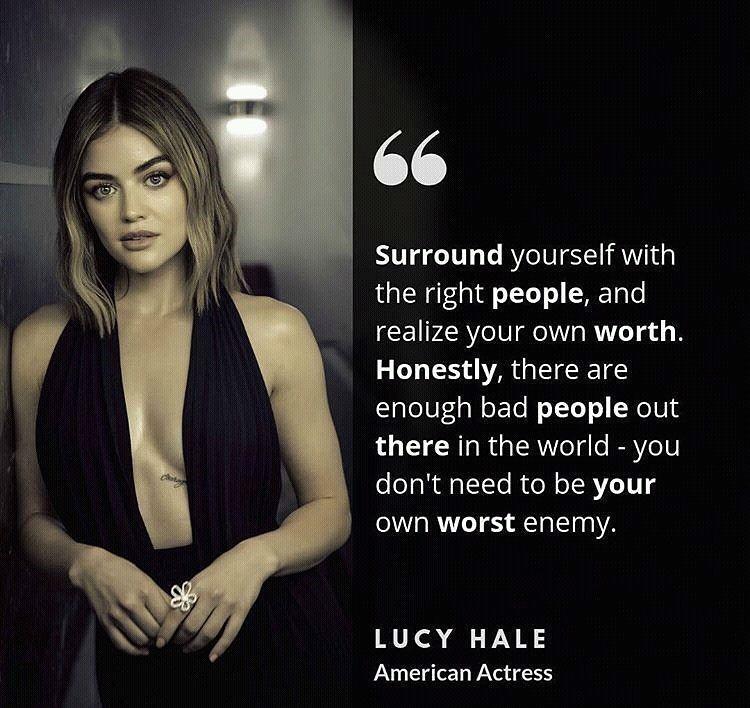 Surround yourself with
the right people, and
realize your own worth.
Honestly, there are
enough bad people out
there in the world - you
don't need to be your
own worst enemy.
LUCY HALE
American Actress